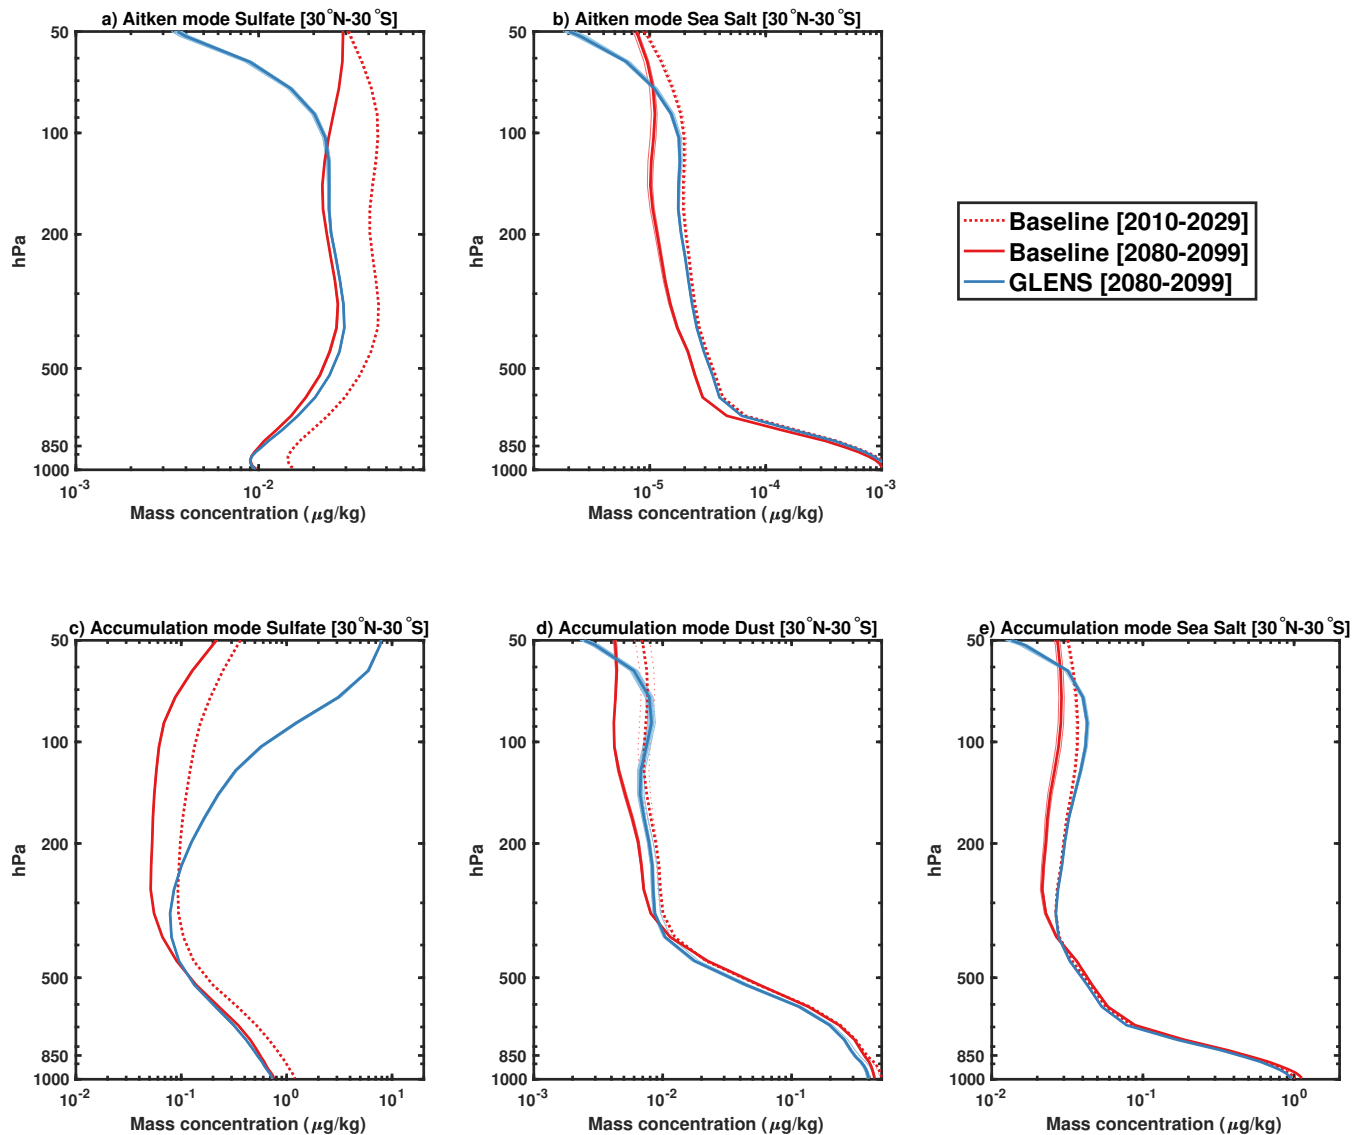 a) Aitken mode Sulfate [30°N-30°S]
50
100
200
500
850
1000
hPa
10^-3
10^-2
Mass concentration (μg/kg)
b) Aitken mode Sea Salt [30°N-30°S]
50
100
200
500
850
1000
hPa
10^-5
10^-4
10^-3
Mass concentration (μg/kg)
Baseline [2010-2029]
Baseline [2080-2099]
GLENS [2080-2099]
c) Accumulation mode Sulfate [30°N-30°S]
50
100
200
500
850
1000
hPa
10^-2
10^-1
10^0
10^1
Mass concentration (μg/kg)
d) Accumulation mode Dust [30°N-30°S]
50
100
200
500
850
1000
hPa
10^-3
10^-2
10^-1
Mass concentration (μg/kg)
e) Accumulation mode Sea Salt [30°N-30°S]
50
100
200
500
850
1000
hPa
10^-2
10^-1
10^0
Mass concentration (μg/kg)